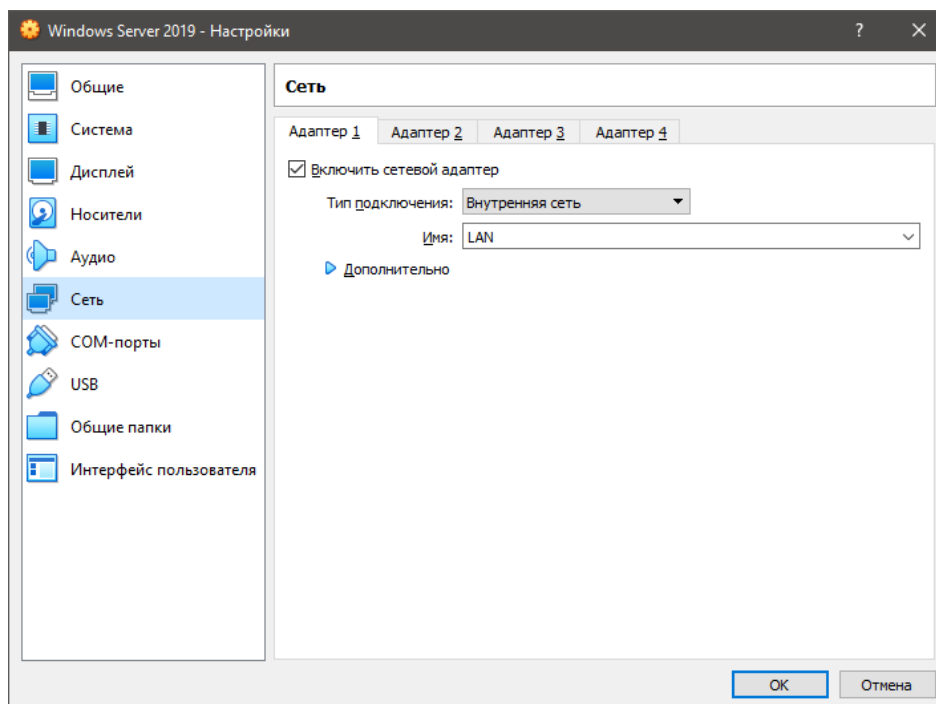 Windows Server 2019 - Настройки
?
Общие
Система
Дисплей
Носители
Аудио
Сеть
COM-порты
USB
Общие папки
Интерфейс пользователя
Сеть
Адаптер 1 Адаптер 2 Адаптер 3 Адаптер 4
Включить сетевой адаптер
Тип подключения: Внутренняя сеть
Имя: LAN
Дополнительно
OK Отмена